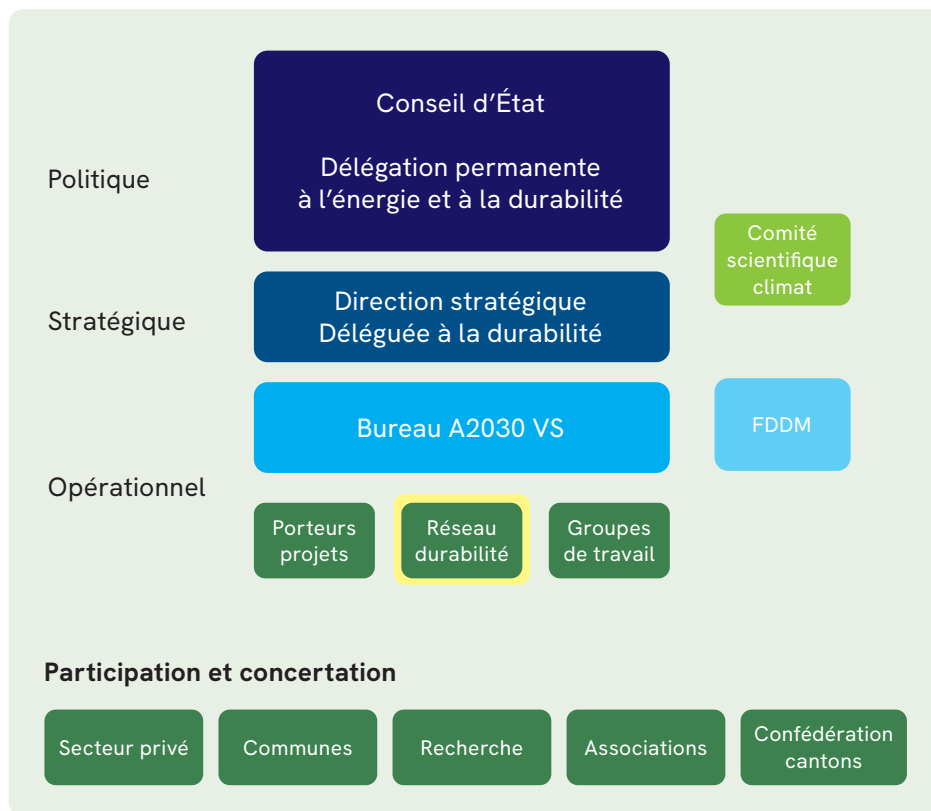 Politique
Conseil d’État
Délégation permanente
à l’énergie et à la durabilité
Comité
scientifique
climat
Stratégique
Direction stratégique
Déléguée à la durabilité
Opérationnel
Bureau A2030 VS
FDDM
Porteurs
projets
Réseau
durabilité
Groupes
de travail
Participation et concertation
Secteur privé
Communes
Recherche
Associations
Confédération
cantons